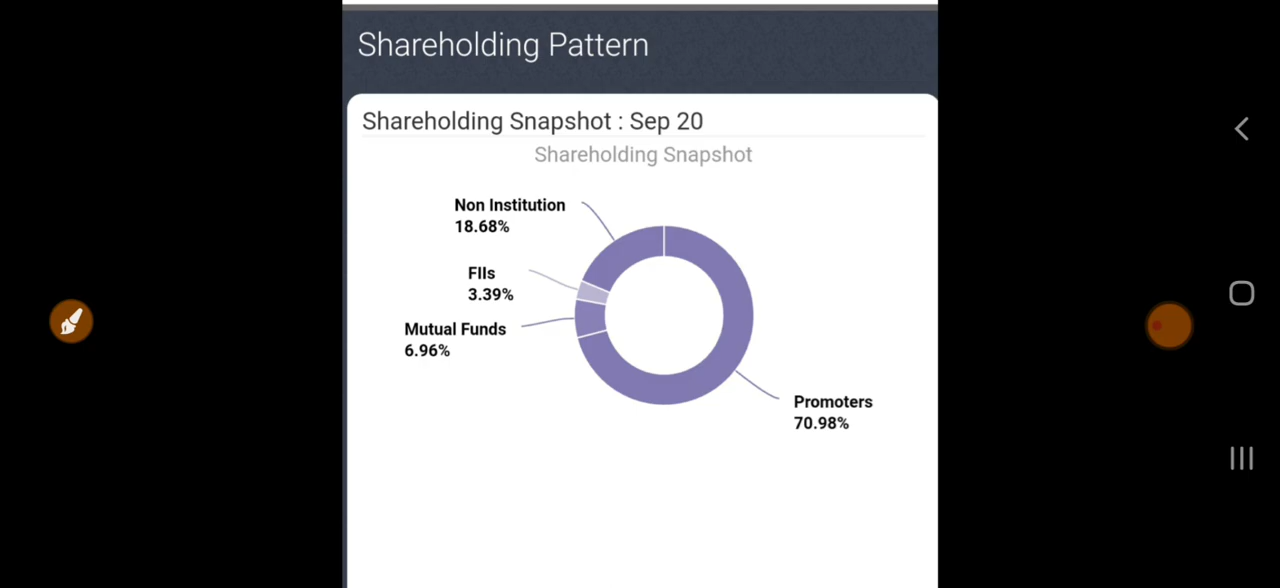 Shareholding Pattern
Shareholding Snapshot : Sep 20
Shareholding Snapshot
Non Institution
18.68%
FIIs
3.39%
Mutual Funds
6.96%
Promoters
70.98%